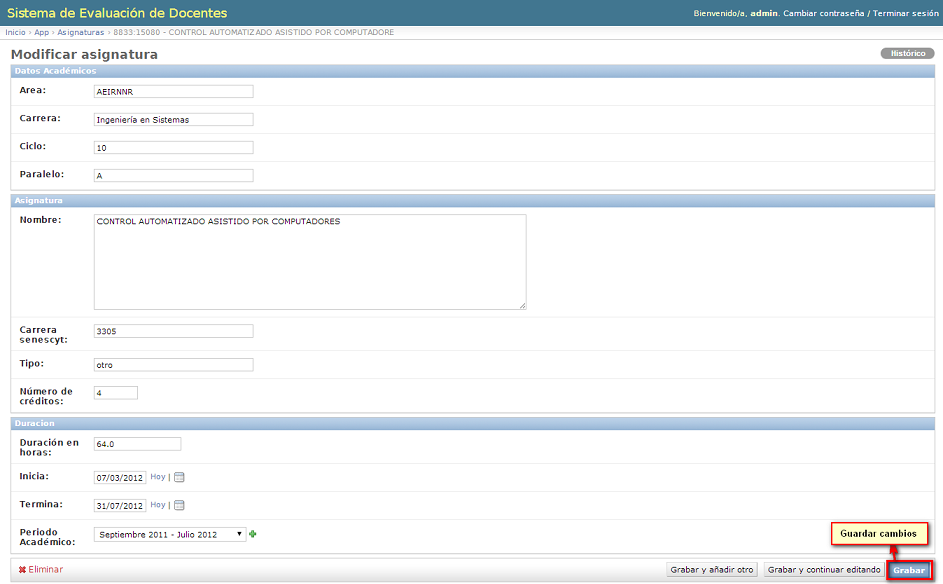 Sistema de Evaluación de Docentes
Bienvenido/a, admin. Cambiar contraseña / Terminar sesión
Inicio › App › Asignaturas › 8833:15080 - CONTROL AUTOMATIZADO ASISTIDO POR COMPUTADORE
Modificar asignatura
Histórico
Datos Académicos
Area: AEIRNNR
Carrera: Ingeniería en Sistemas
Ciclo: 10
Paralelo: A
Asignatura
Nombre: CONTROL AUTOMATIZADO ASISTIDO POR COMPUTADORES
Carrera
senescyt: 3305
Tipo: otro
Número de
créditos: 4
Duracion
Duración en
horas: 64.0
Inicia: 07/03/2012 Hoy |
Termina: 31/07/2012 Hoy |
Periodo
Académico: Septiembre 2011 - Julio 2012
Guardar cambios
Eliminar
Grabar y añadir otro Grabar y continuar editando Grabar